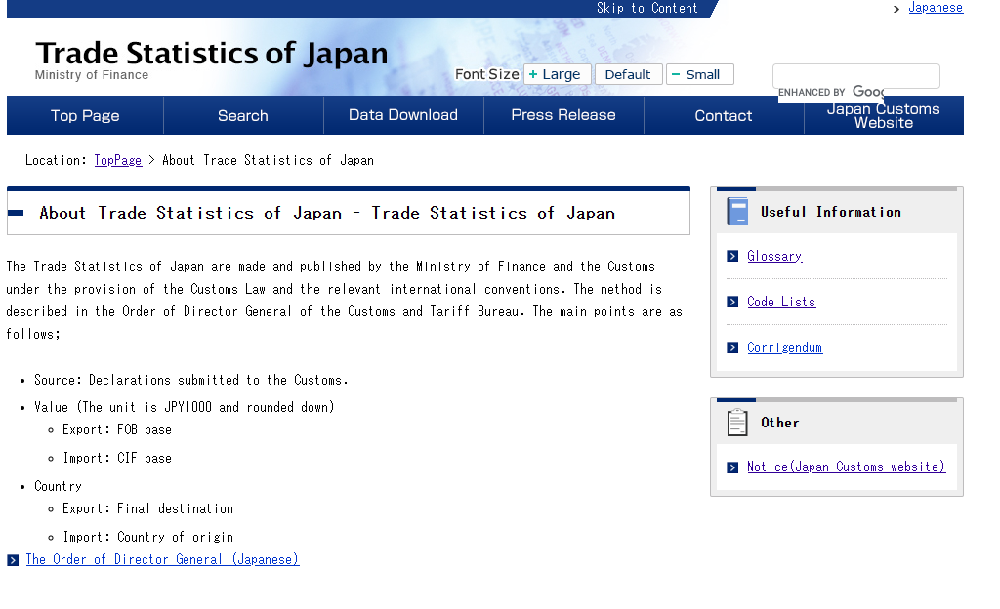 Skip to Content
Japanese
Trade Statistics of Japan
Ministry of Finance
Font Size + Large Default − Small
ENHANCED BY
Top Page Search Data Download Press Release Contact Japan Customs Website
Location: TopPage > About Trade Statistics of Japan
About Trade Statistics of Japan - Trade Statistics of Japan
The Trade Statistics of Japan are made and published by the Ministry of Finance and the Customs
under the provision of the Customs Law and the relevant international conventions. The method is
described in the Order of Director General of the Customs and Tariff Bureau. The main points are as
follows;
• Source: Declarations submitted to the Customs.
• Value (The unit is JPY1000 and rounded down)
◦ Export: FOB base
◦ Import: CIF base
• Country
◦ Export: Final destination
◦ Import: Country of origin
The Order of Director General (Japanese)
Useful Information
Glossary
Code Lists
Corrigendum
Other
Notice(Japan Customs website)